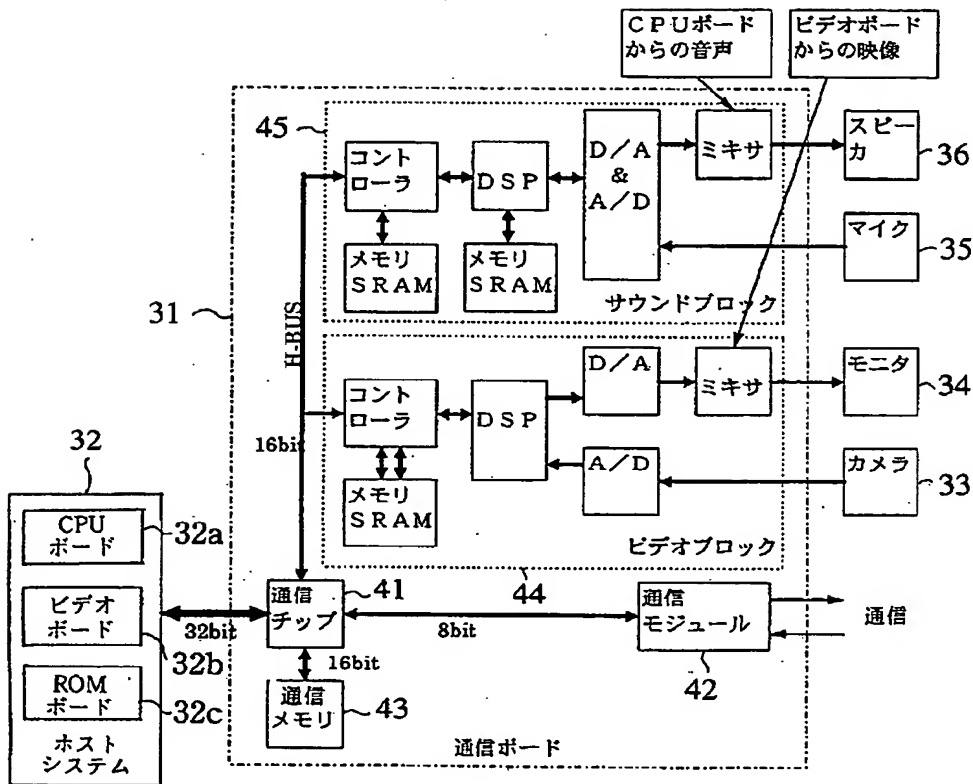 CPUボード
からの音声
ビデオボード
からの映像
45
コント
ローラ
DSP
D/A
&
A/D
ミキサ
スピー
カ
36
メモリ
SRAM
メモリ
SRAM
マイク
35
サウンドブロック
31
H-BUS
16bit
コント
ローラ
DSP
D/A
ミキサ
モニタ
34
メモリ
SRAM
A/D
カメラ
33
ビデオブロック
44
32
CPU
ボード
32a
ビデオ
ボード
32b
ROM
ボード
32c
ホスト
システム
32bit
通信
チップ
41
8bit
通信
モジュール
42
通信
16bit
通信
メモリ
43
通信ボード